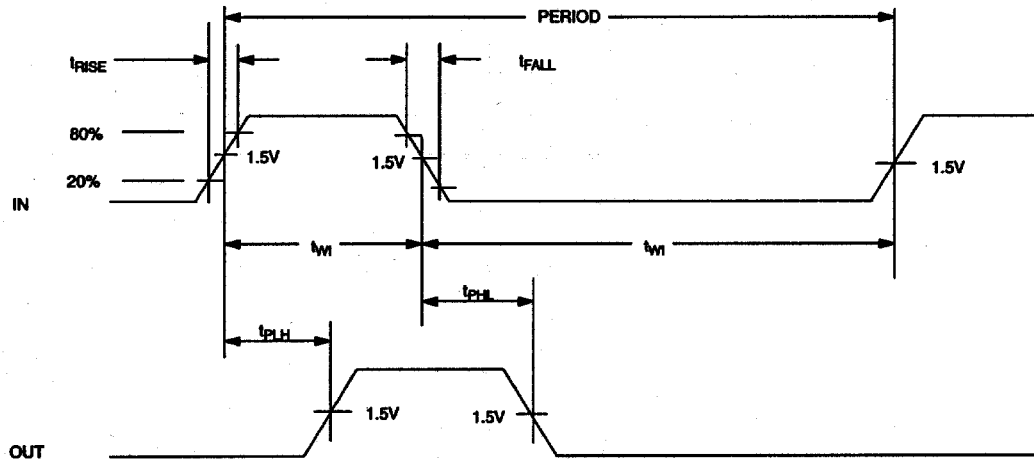 PERIOD
tRISE
tFALL
80%
1.5V
1.5V
1.5V
20%
IN
tWI
tWI
tPHL
tPLH
1.5V
1.5V
OUT